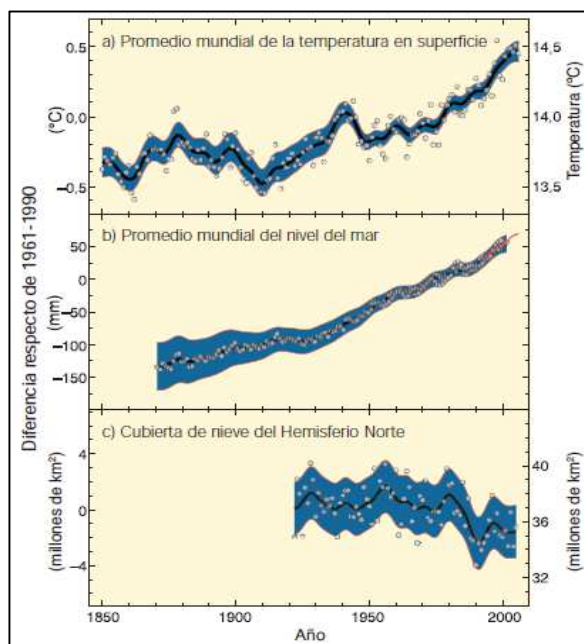 a) Promedio mundial de la temperatura en superficie
0.5
0.0
−0.5
(ºC)
14,5
14,0
13,5
Temperatura (ºC)
b) Promedio mundial del nivel del mar
50
0
−50
−100
−150
(mm)
Diferencia respecto de 1961-1990
c) Cubierta de nieve del Hemisferio Norte
4
0
−4
(millones de km²)
40
36
32
(millones de km²)
1850
1900
1950
2000
Año